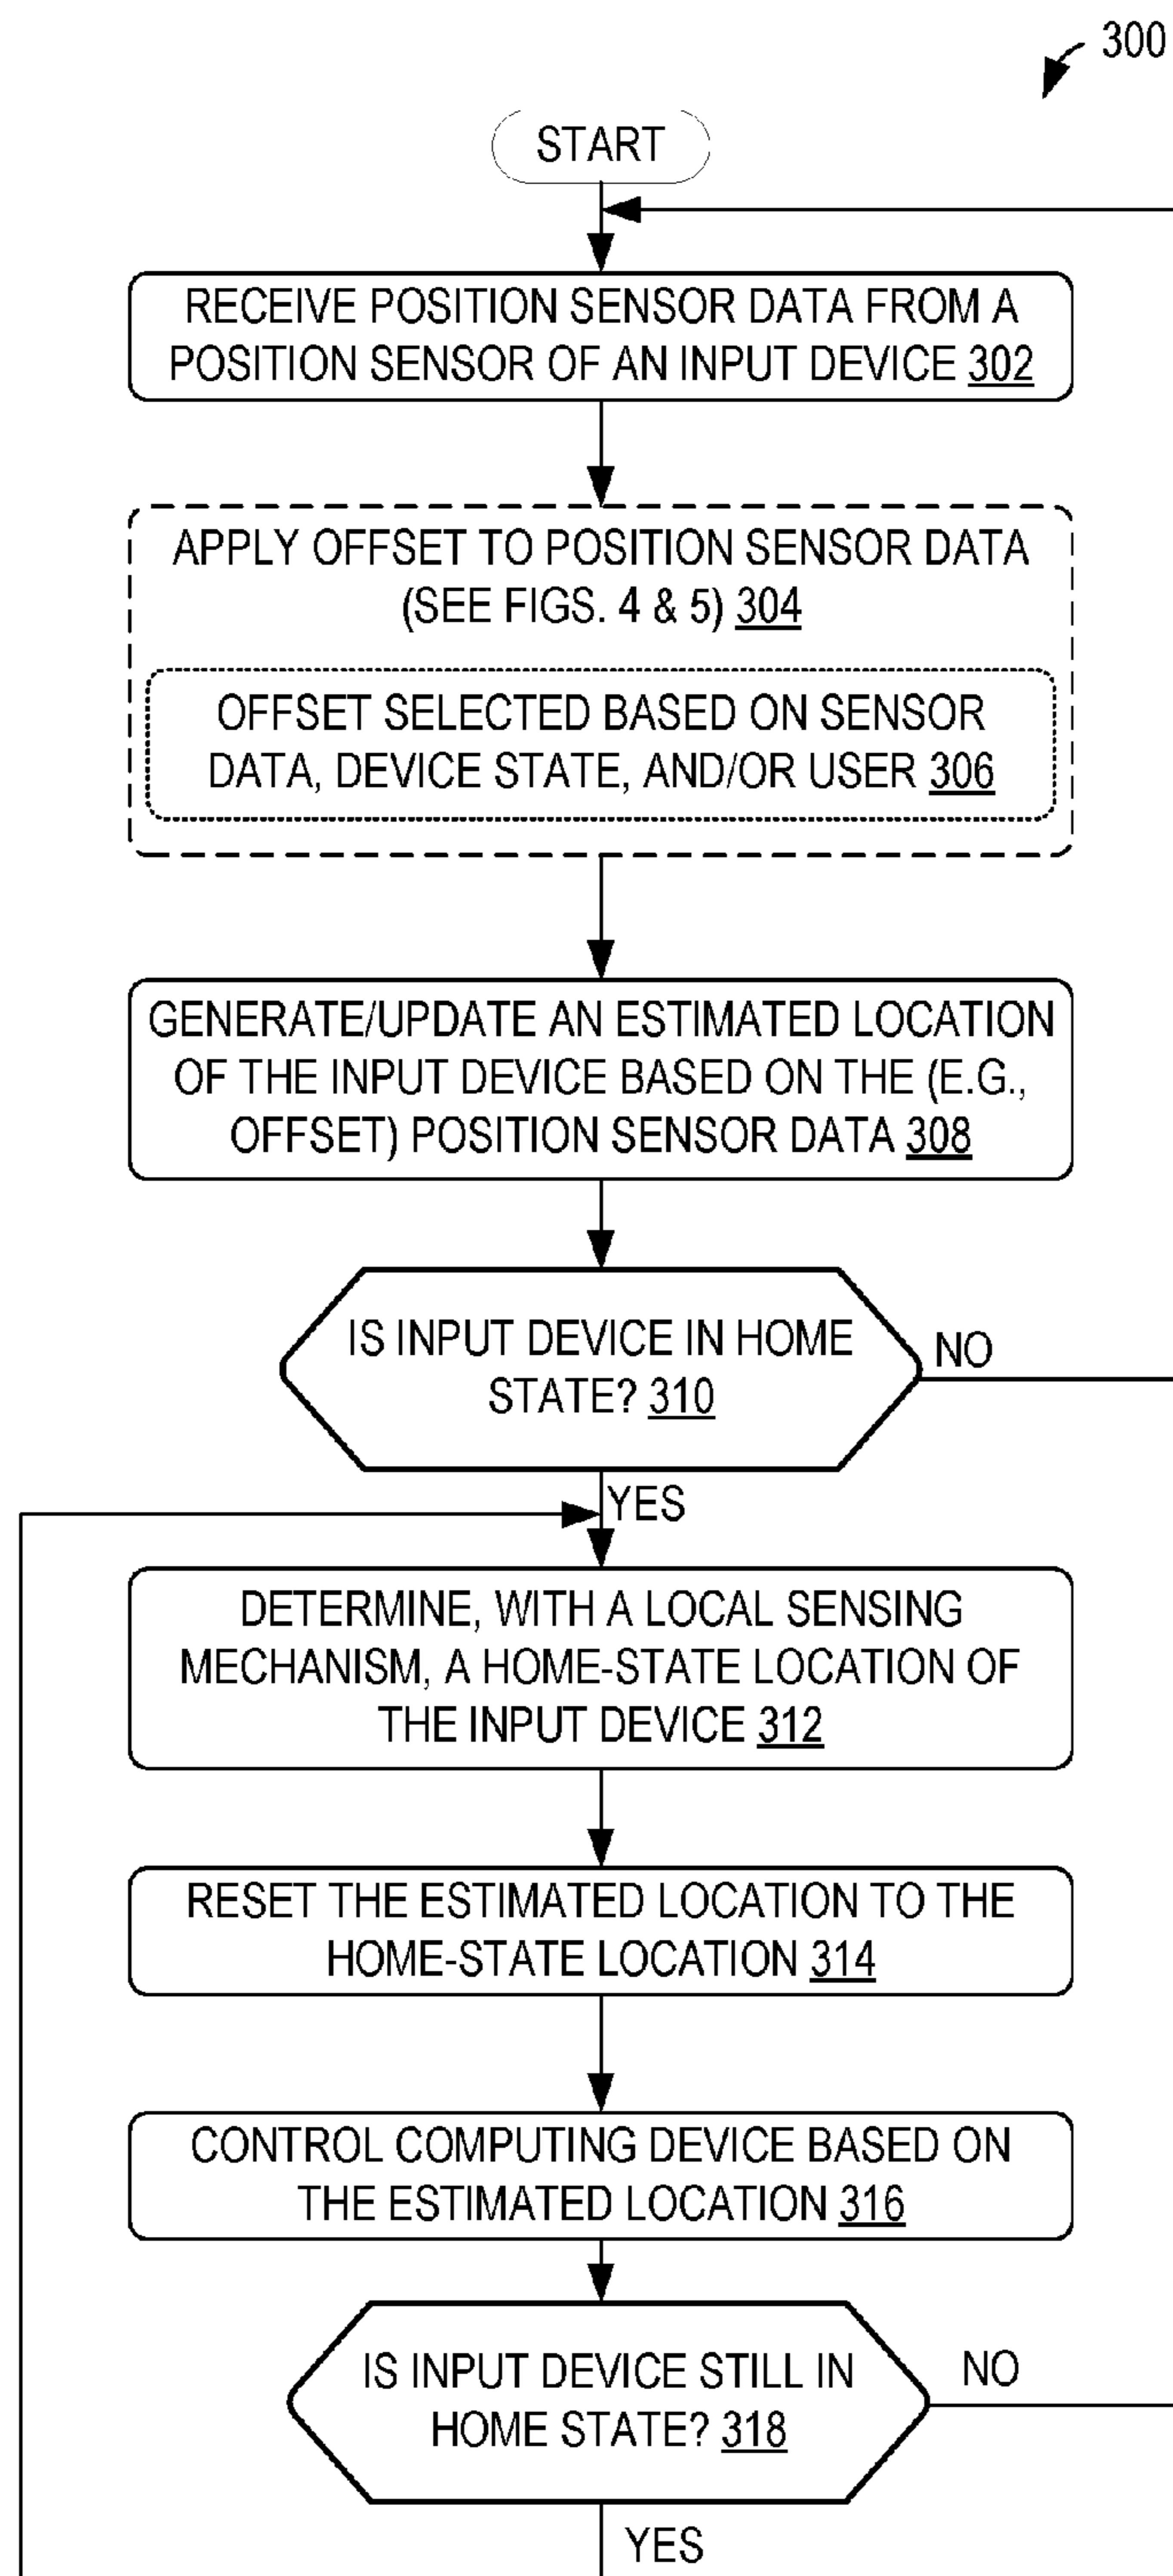 300
START
RECEIVE POSITION SENSOR DATA FROM A
POSITION SENSOR OF AN INPUT DEVICE 302
APPLY OFFSET TO POSITION SENSOR DATA
(SEE FIGS. 4 & 5) 304
OFFSET SELECTED BASED ON SENSOR
DATA, DEVICE STATE, AND/OR USER 306
GENERATE/UPDATE AN ESTIMATED LOCATION
OF THE INPUT DEVICE BASED ON THE (E.G.,
OFFSET) POSITION SENSOR DATA 308
IS INPUT DEVICE IN HOME
STATE? 310
NO
YES
DETERMINE, WITH A LOCAL SENSING
MECHANISM, A HOME-STATE LOCATION OF
THE INPUT DEVICE 312
RESET THE ESTIMATED LOCATION TO THE
HOME-STATE LOCATION 314
CONTROL COMPUTING DEVICE BASED ON
THE ESTIMATED LOCATION 316
IS INPUT DEVICE STILL IN
HOME STATE? 318
NO
YES